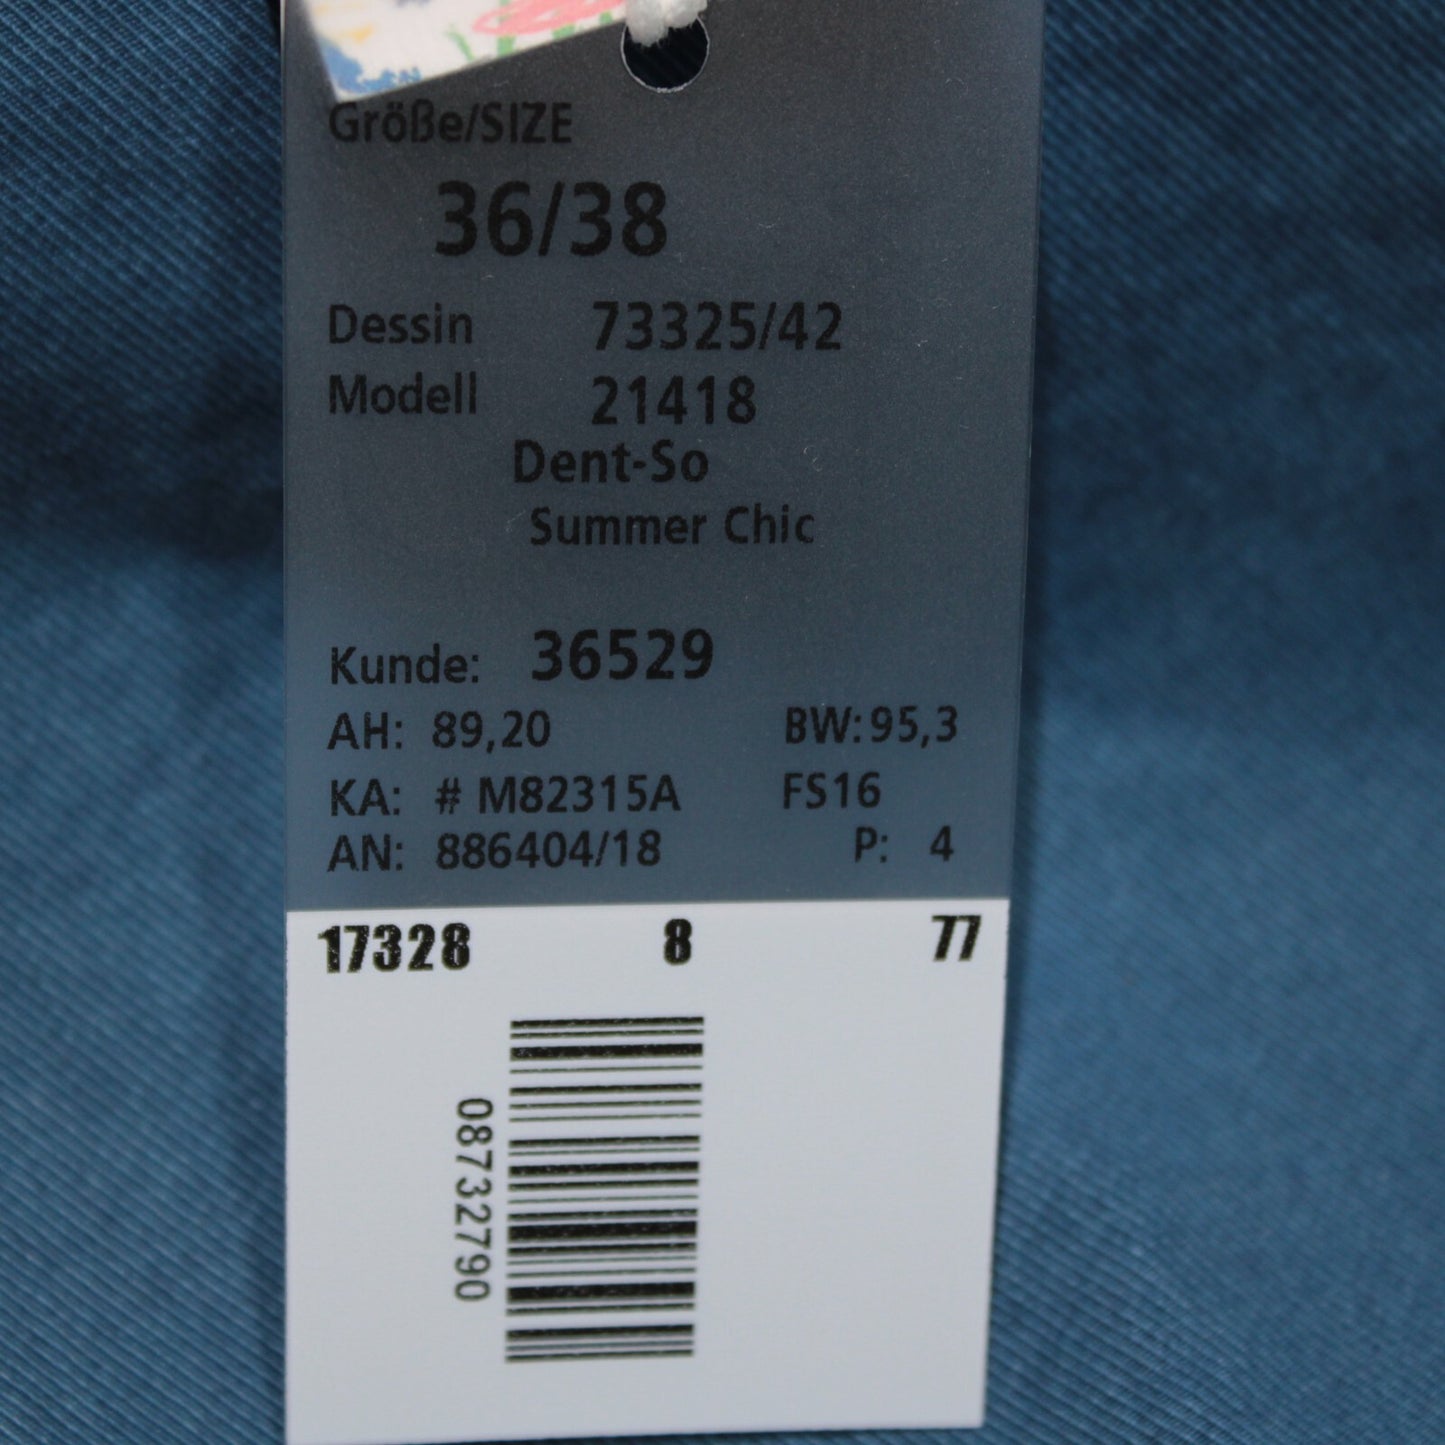 Größe/SIZE
36/38
Dessin 73325/42
Modell 21418
Dent-So
Summer Chic
Kunde: 36529
AH: 89,20 BW: 95,3
KA: # M82315A FS16
AN: 886404/18 P: 4
17328 8 77
08732790